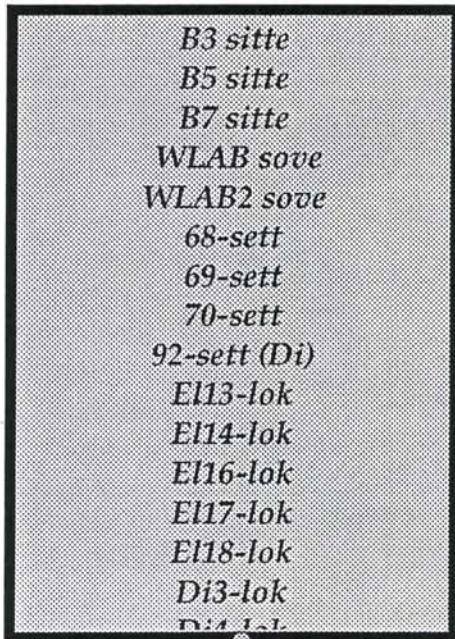 B3 sitte
B5 sitte
B7 sitte
WLAB sove
WLAB2 sove
68-sett
69-sett
70-sett
92-sett (Di)
El13-lok
El14-lok
El16-lok
El17-lok
El18-lok
Di3-lok